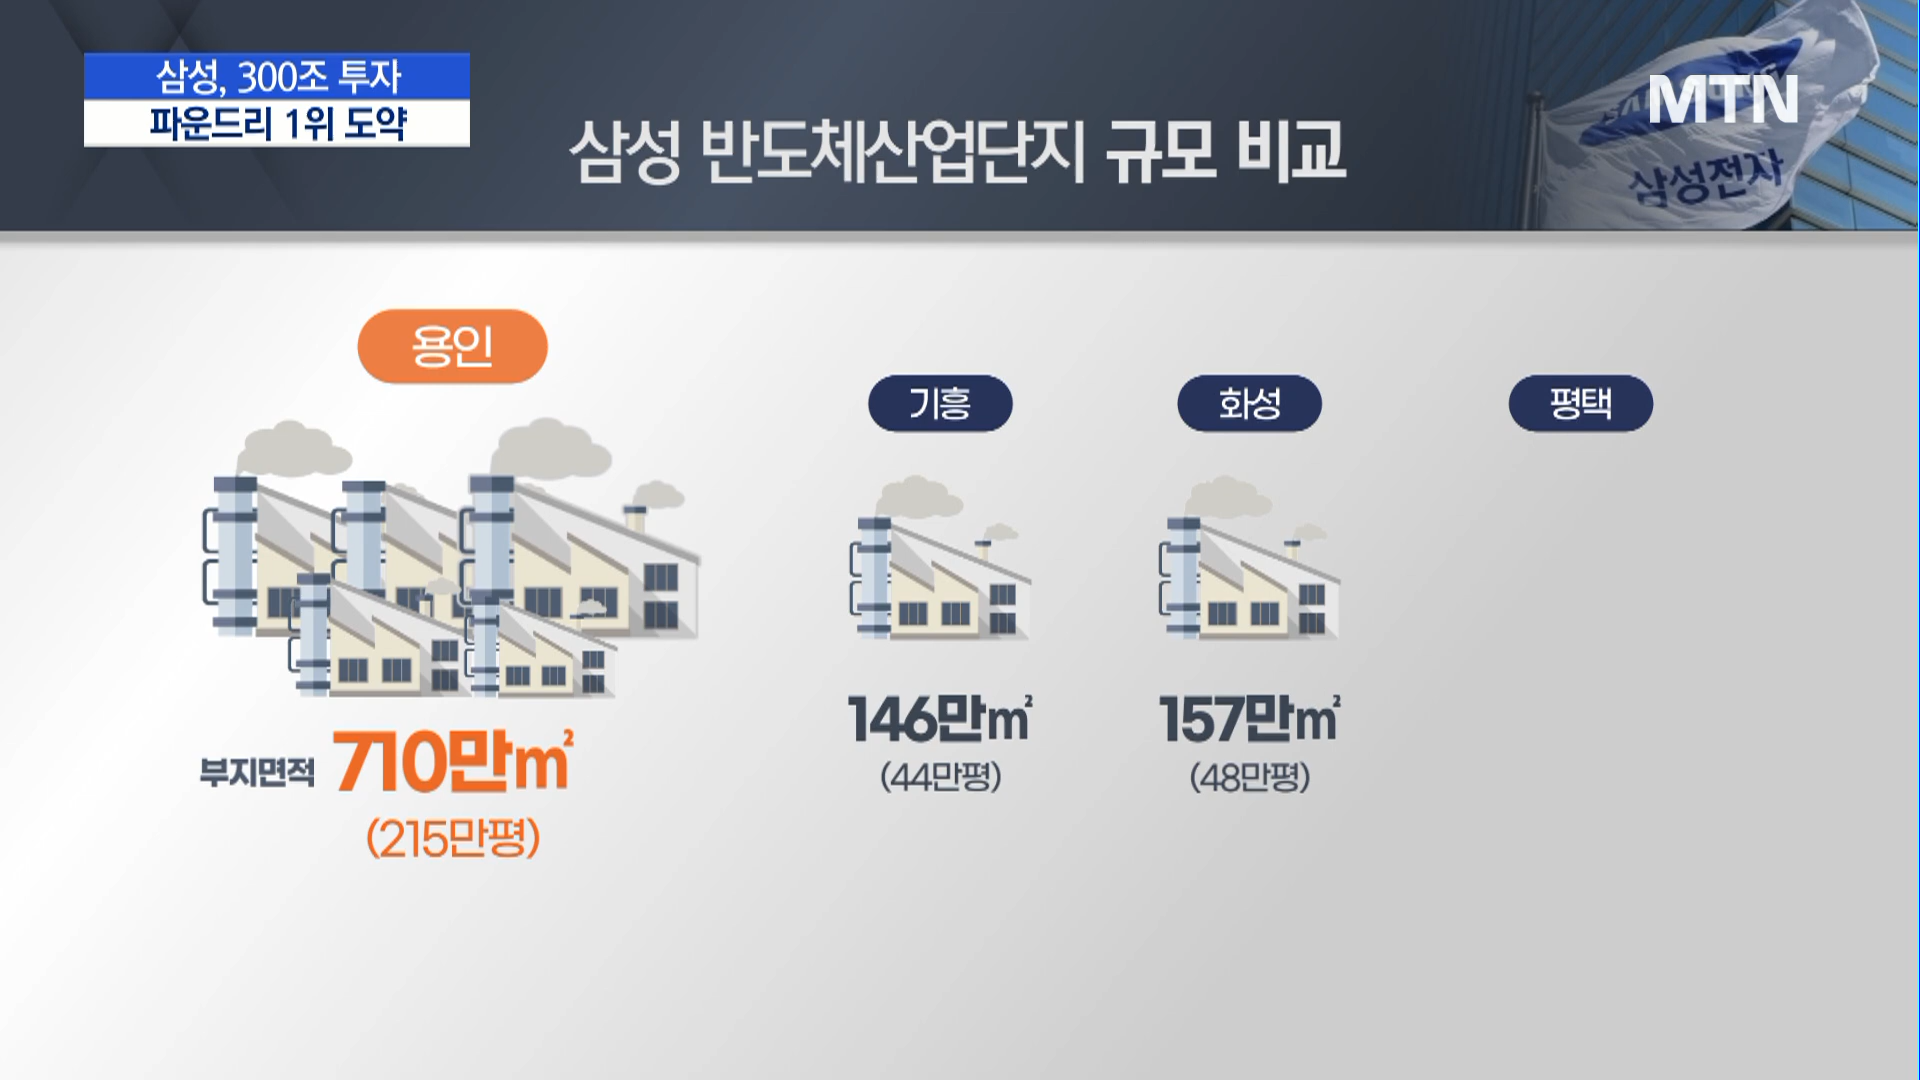 삼성, 300조 투자
파운드리 1위 도약
MTN
삼성전자
삼성 반도체산업단지 규모 비교
용인
기흥
화성
평택
부지면적 710만㎡
(215만평)
146만㎡
(44만평)
157만㎡
(48만평)